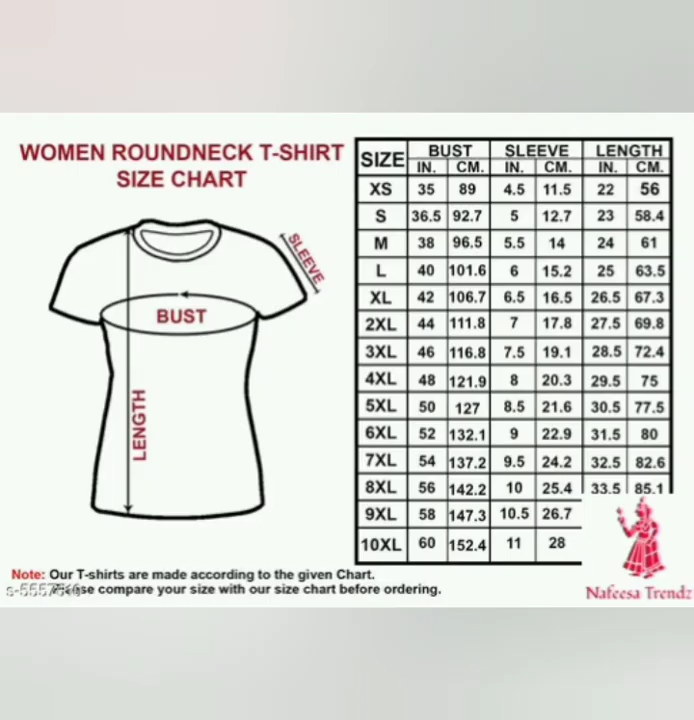 WOMEN ROUNDNECK T-SHIRT
SIZE CHART
SLEEVE
BUST
LENGTH
SIZE BUST SLEEVE LENGTH
IN. CM. IN. CM. IN. CM.
XS 35 89 4.5 11.5 22 56
S 36.5 92.7 5 12.7 23 58.4
M 38 96.5 5.5 14 24 61
L 40 101.6 6 15.2 25 63.5
XL 42 106.7 6.5 16.5 26.5 67.3
2XL 44 111.8 7 17.8 27.5 69.8
3XL 46 116.8 7.5 19.1 28.5 72.4
4XL 48 121.9 8 20.3 29.5 75
5XL 50 127 8.5 21.6 30.5 77.5
6XL 52 132.1 9 22.9 31.5 80
7XL 54 137.2 9.5 24.2 32.5 82.6
8XL 56 142.2 10 25.4 33.5 85.1
9XL 58 147.3 10.5 26.7
10XL 60 152.4 11 28
Note: Our T-shirts are made according to the given Chart.
compare your size with our size chart before ordering.
Nafeesa Trendz